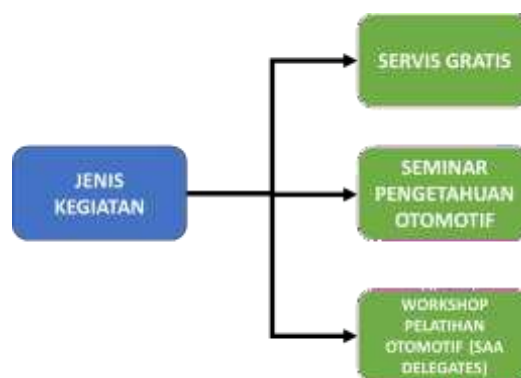 JENIS
KEGIATAN
SERVIS GRATIS
SEMINAR
PENGETAHUAN
OTOMOTIF
WORKSHOP
PELATIHAN
OTOMOTIF (SAA
DELEGATES)